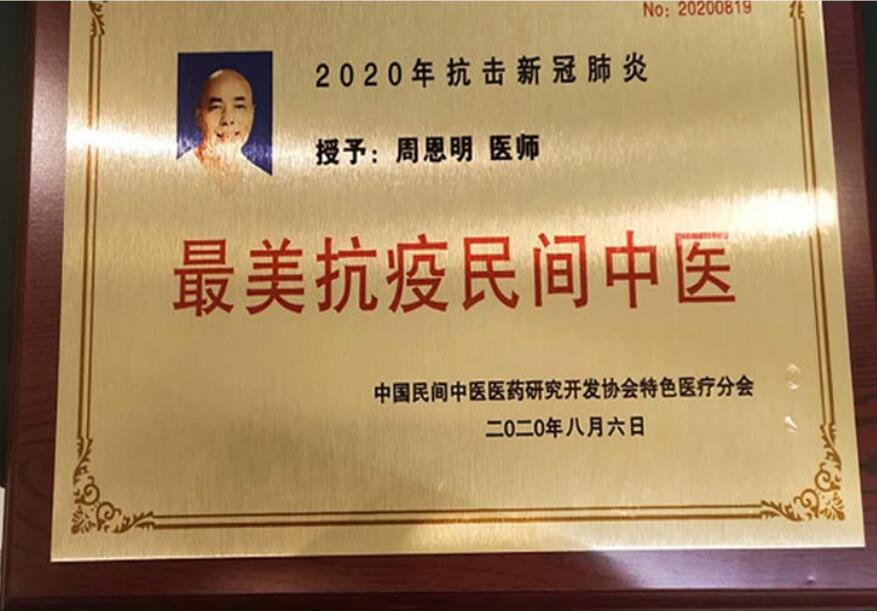 No: 20200819
2020年抗击新冠肺炎
授予：周恩明 医师
最美抗疫民间中医
中国民间中医医药研究开发协会特色医疗分会
二〇二〇年八月六日